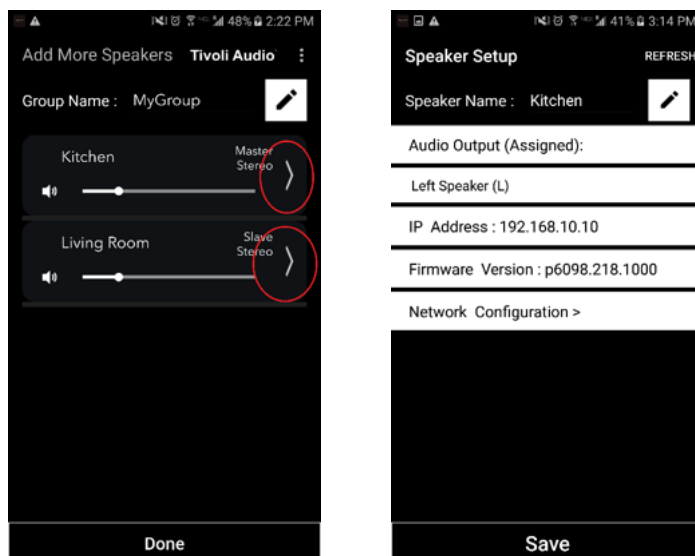 48% 2:22 PM
Add More Speakers Tivoli Audio
Group Name : MyGroup
Kitchen
Master
Stereo
Living Room
Slave
Stereo
Done
41% 3:14 PM
Speaker Setup REFRESH
Speaker Name : Kitchen
Audio Output (Assigned):
Left Speaker (L)
IP Address : 192.168.10.10
Firmware Version : p6098.218.1000
Network Configuration >
Save